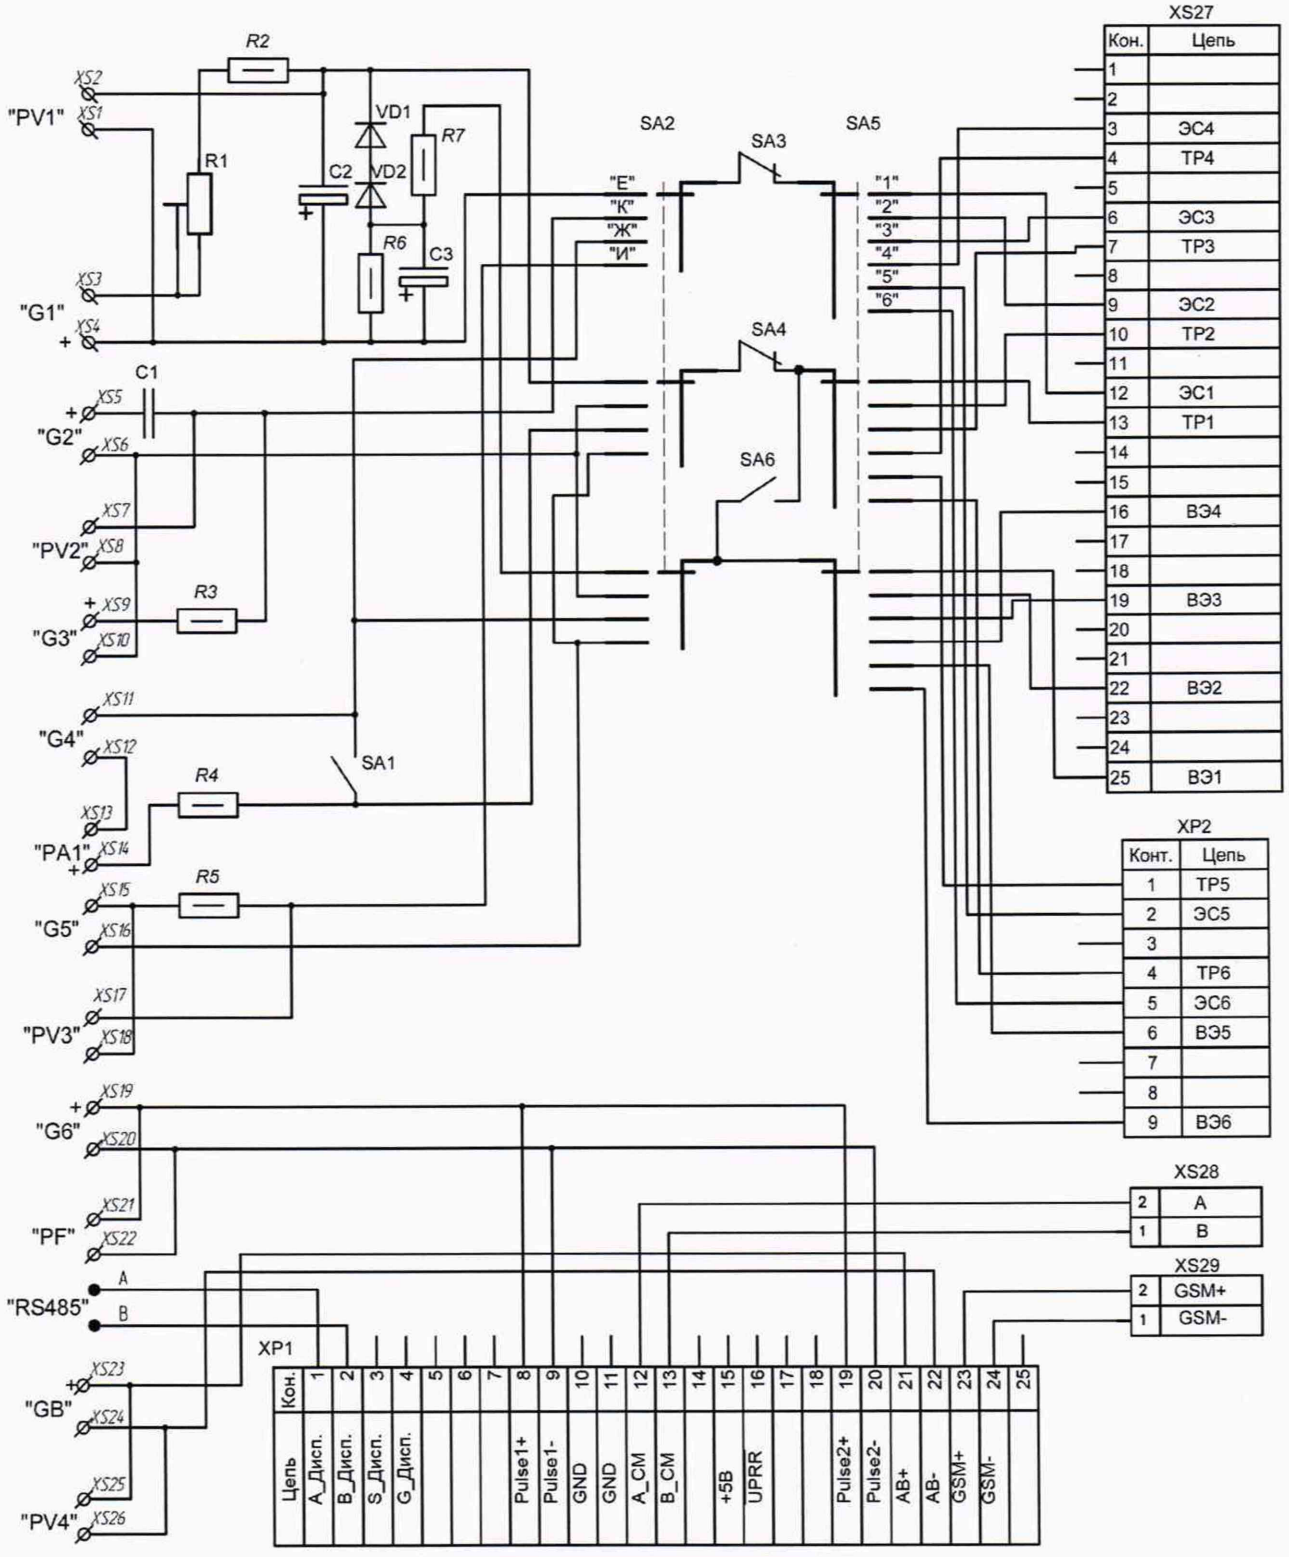 XS27
Кон. Цепь
1
2
3 ЭС4
4 ТР4
5
6 ЭС3
7 ТР3
8
9 ЭС2
10 ТР2
11
12 ЭС1
13 ТР1
14
15
16 ВЭ4
17
18
19 ВЭ3
20
21
22 ВЭ2
23
24
25 ВЭ1
R2
XS2
"PV1"
XS1
VD1
R7
R1
C2
VD2
+
R6
C3
+
XS3
"G1"
XS4
+
SA2
SA5
SA3
"Е"
"К"
"Ж"
"И"
"1"
"2"
"3"
"4"
"5"
"6"
SA4
SA6
C1
XS5
+
"G2"
XS6
XS7
"PV2"
XS8
R3
+
XS9
"G3"
XS10
XS11
"G4"
XS12
SA1
R4
XS13
"PA1"
XS14
+
R5
XS15
"G5"
XS16
XS17
"PV3"
XS18
XP2
Конт. Цепь
1 ТР5
2 ЭС5
3
4 ТР6
5 ЭС6
6 ВЭ5
7
8
9 ВЭ6
+
XS19
"G6"
XS20
XS21
"PF"
XS22
XS28
2 A
1 B
XS29
2 GSM+
1 GSM-
A
"RS485"
B
XS23
+
"GB"
XS24
XS25
"PV4"
XS26
XP1
Кон. Цепь
1 А_Дисп.
2 В_Дисп.
3 S_Дисп.
4 G_Дисп.
5
6
7
8 Pulse1+
9 Pulse1-
10 GND
11 GND
12 A_CM
13 B_CM
14
15 +5В
16 UPRR
17
18
19 Pulse2+
20 Pulse2-
21 AB+
22 AB-
23 GSM+
24 GSM-
25